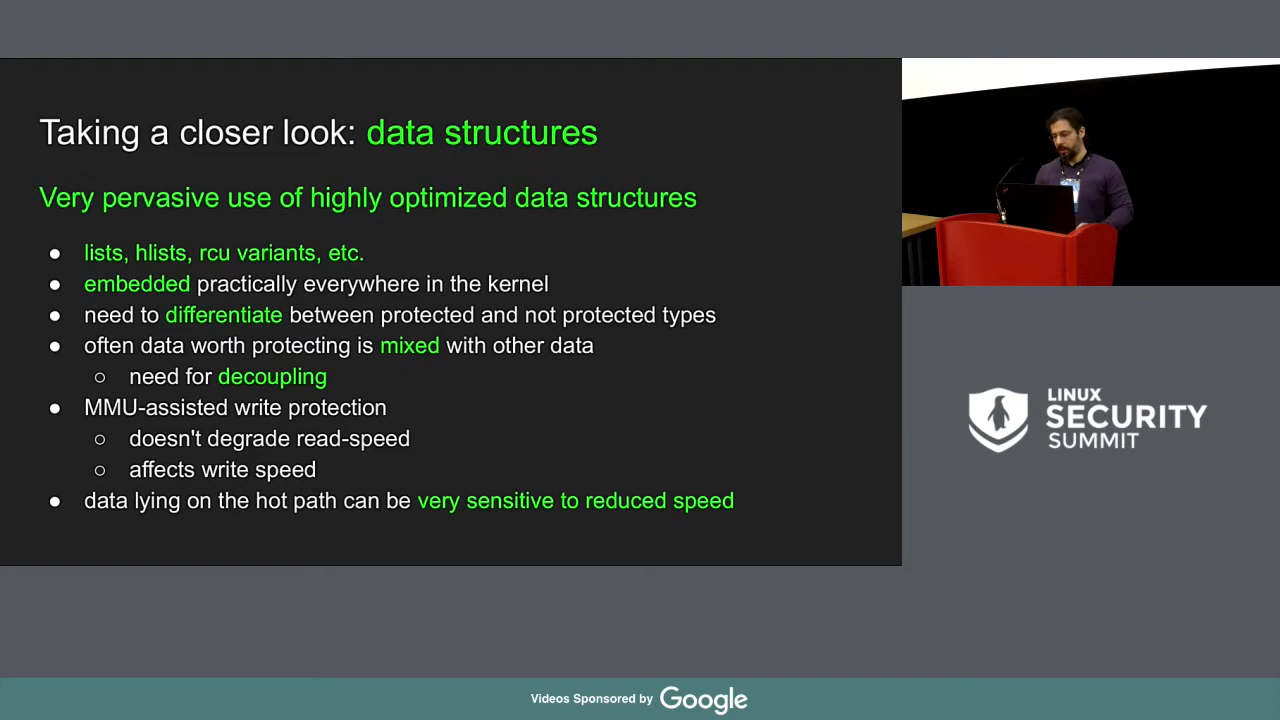 Taking a closer look: data structures
Very pervasive use of highly optimized data structures
● lists, hlists, rcu variants, etc.
● embedded practically everywhere in the kernel
● need to differentiate between protected and not protected types
● often data worth protecting is mixed with other data
○ need for decoupling
● MMU-assisted write protection
○ doesn't degrade read-speed
○ affects write speed
● data lying on the hot path can be very sensitive to reduced speed
LINUX
SECURITY
SUMMIT
Videos Sponsored by Google